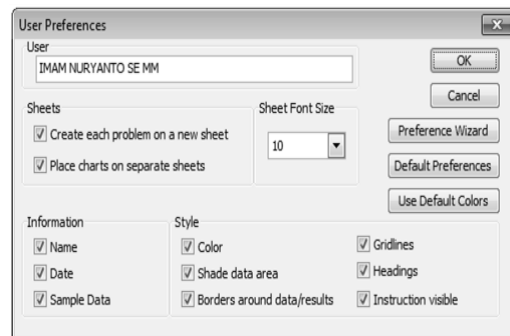 User Preferences
User
IMAM NURYANTO SE MM
OK
Cancel
Sheets
Create each problem on a new sheet
Place charts on separate sheets
Sheet Font Size
10
Preference Wizard
Default Preferences
Use Default Colors
Information
Name
Date
Sample Data
Style
Color
Shade data area
Borders around data/results
Gridlines
Headings
Instruction visible